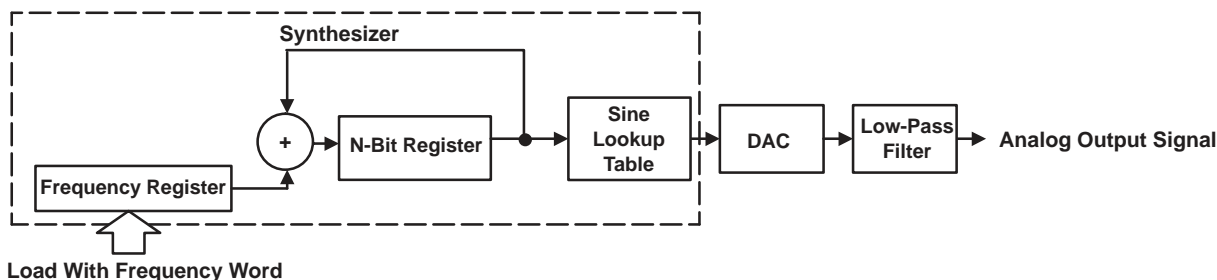 Synthesizer
+
N-Bit Register
Sine
Lookup
Table
DAC
Low-Pass
Filter
Analog Output Signal
Frequency Register
Load With Frequency Word